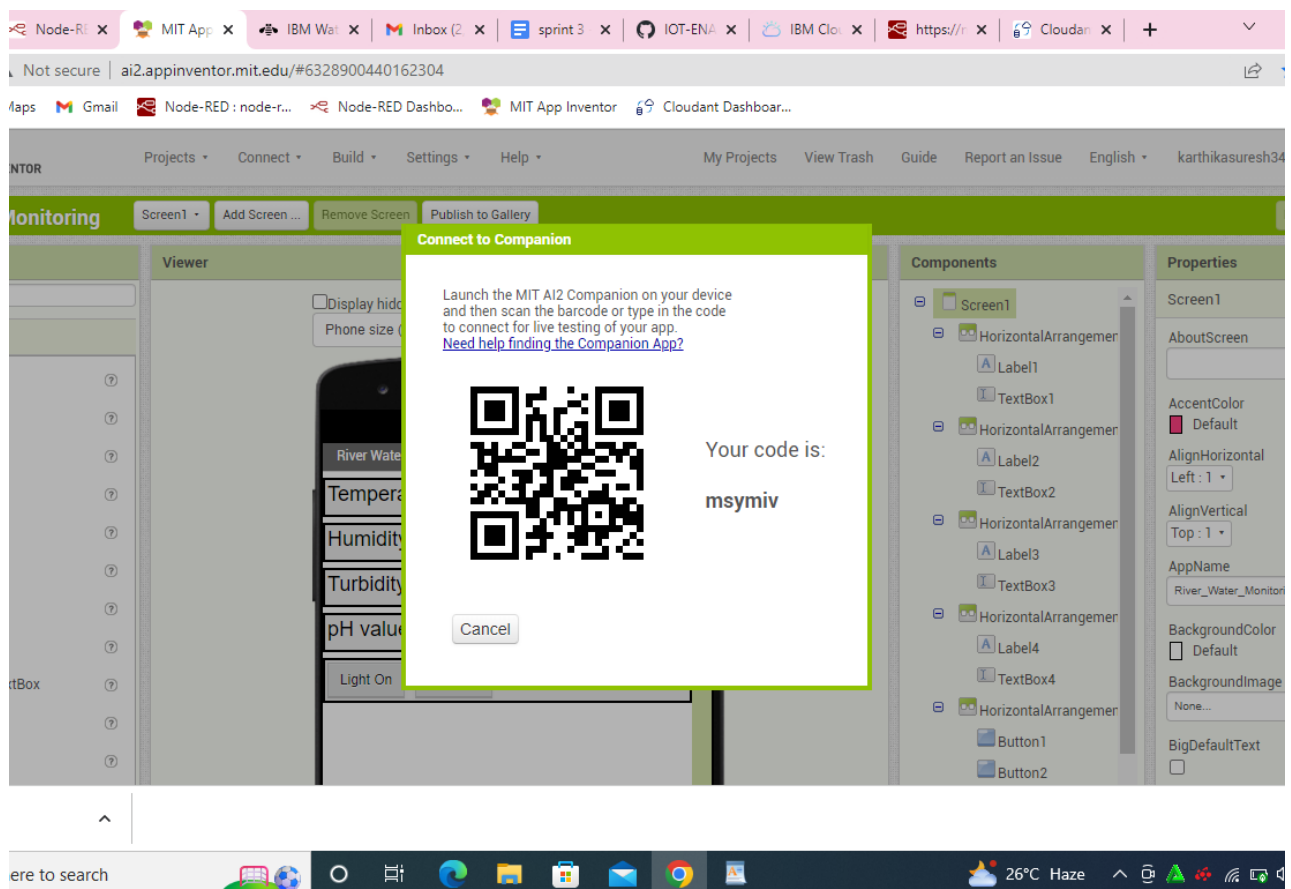 Node-RE
MIT App
IBM Wat
Inbox (2,
sprint 3
IOT-ENA
IBM Clou
https://r
Cloudan
Not secure | ai2.appinventor.mit.edu/#6328900440162304
Maps
Gmail
Node-RED : node-r...
Node-RED Dashbo...
MIT App Inventor
Cloudant Dashboar...
NTOR
Projects
Connect
Build
Settings
Help
My Projects
View Trash
Guide
Report an Issue
English
karthikasuresh34
Monitoring
Screen1
Add Screen ...
Remove Screen
Publish to Gallery
Connect to Companion
Launch the MIT AI2 Companion on your device
and then scan the barcode or type in the code
to connect for live testing of your app.
Need help finding the Companion App?
Your code is:
msymiv
Cancel
Viewer
Display hidd
Phone size (
River Wate
Tempera
Humidity
Turbidity
pH value
Light On
xtBox
Components
Screen1
HorizontalArrangemen
Label1
TextBox1
HorizontalArrangemen
Label2
TextBox2
HorizontalArrangemen
Label3
TextBox3
HorizontalArrangemen
Label4
TextBox4
HorizontalArrangemen
Button1
Button2
Properties
Screen1
AboutScreen
AccentColor
Default
AlignHorizontal
Left : 1
AlignVertical
Top : 1
AppName
River_Water_Monitori
BackgroundColor
Default
BackgroundImage
None...
BigDefaultText
ere to search
26°C Haze